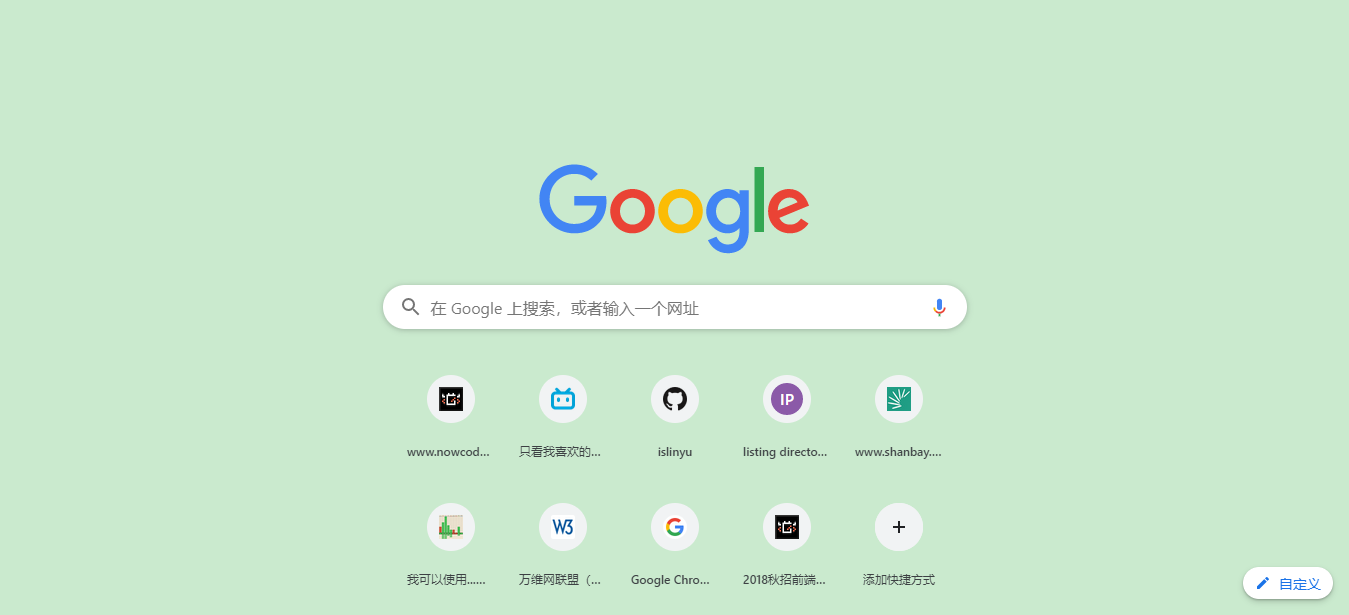 Google
在 Google 上搜索，或者输入一个网址
www.nowcod...
只看我喜欢的...
islinyu
IP
listing directo...
www.shanbay....
我可以使用......
W3
万维网联盟（...
Google Chro...
2018秋招前端...
添加快捷方式
自定义